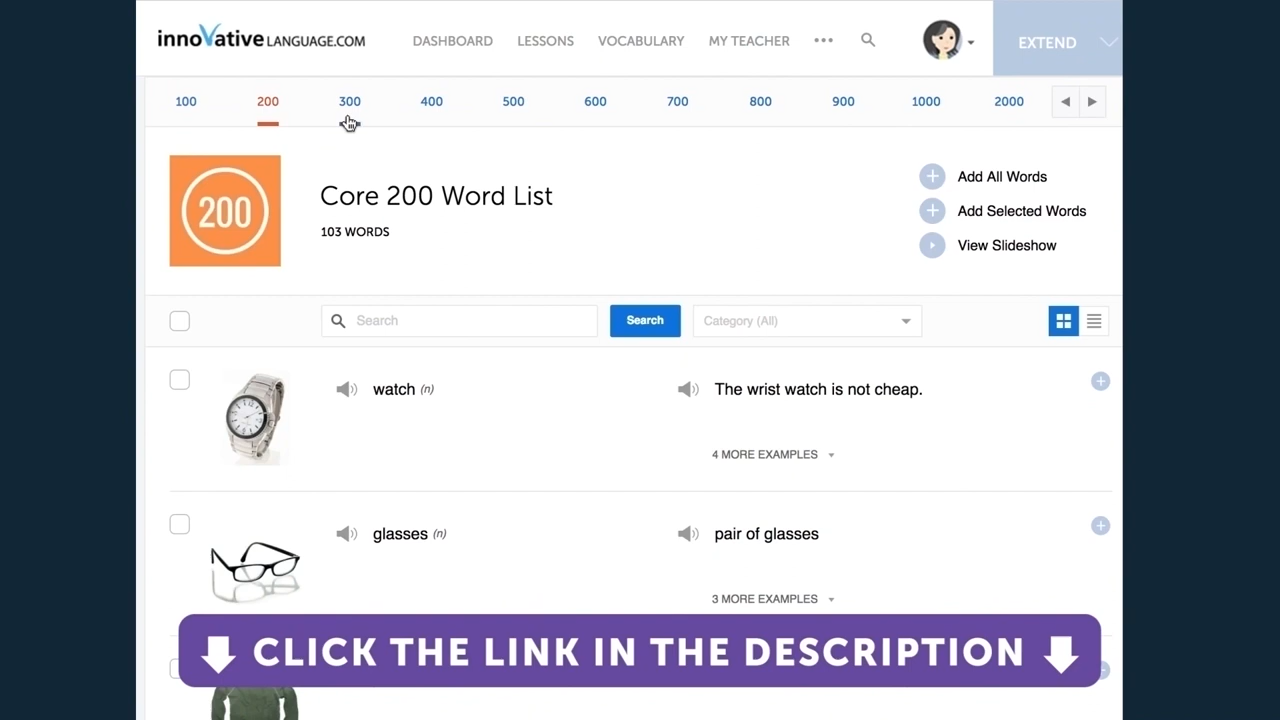 innoVative LANGUAGE.COM DASHBOARD LESSONS VOCABULARY MY TEACHER ••• EXTEND
100 200 300 400 500 600 700 800 900 1000 2000
200
Core 200 Word List
103 WORDS
Add All Words
Add Selected Words
View Slideshow
Search Search Category (All)
watch (n) The wrist watch is not cheap.
4 MORE EXAMPLES
glasses (n) pair of glasses
3 MORE EXAMPLES
CLICK THE LINK IN THE DESCRIPTION